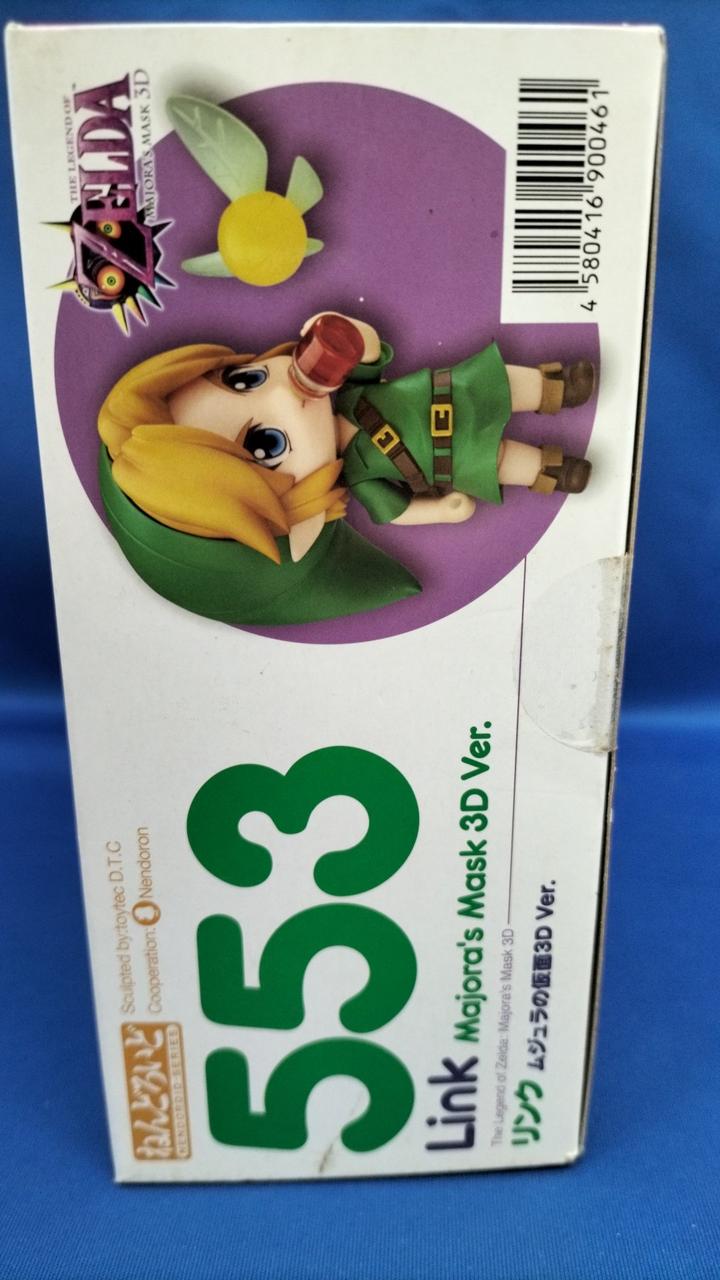 ねんどろいど
NENDOROID SERIES
Sculpted by:toytec D.T.C
Cooperation: Nendoron
553
Link Majora's Mask 3D Ver.
The Legend of Zelda: Majora's Mask 3D
リンク ムジュラの仮面3D Ver.
THE LEGEND OF
ZELDA
MAJORA'S MASK 3D
4 580416 900461